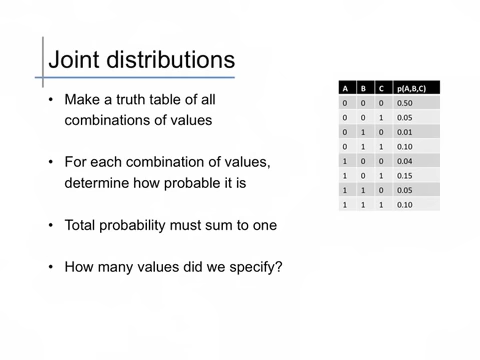 Joint distributions
• Make a truth table of all
combinations of values
• For each combination of values,
determine how probable it is
• Total probability must sum to one
• How many values did we specify?
A B C p(A,B,C)
0 0 0 0.50
0 0 1 0.05
0 1 0 0.01
0 1 1 0.10
1 0 0 0.04
1 0 1 0.15
1 1 0 0.05
1 1 1 0.10